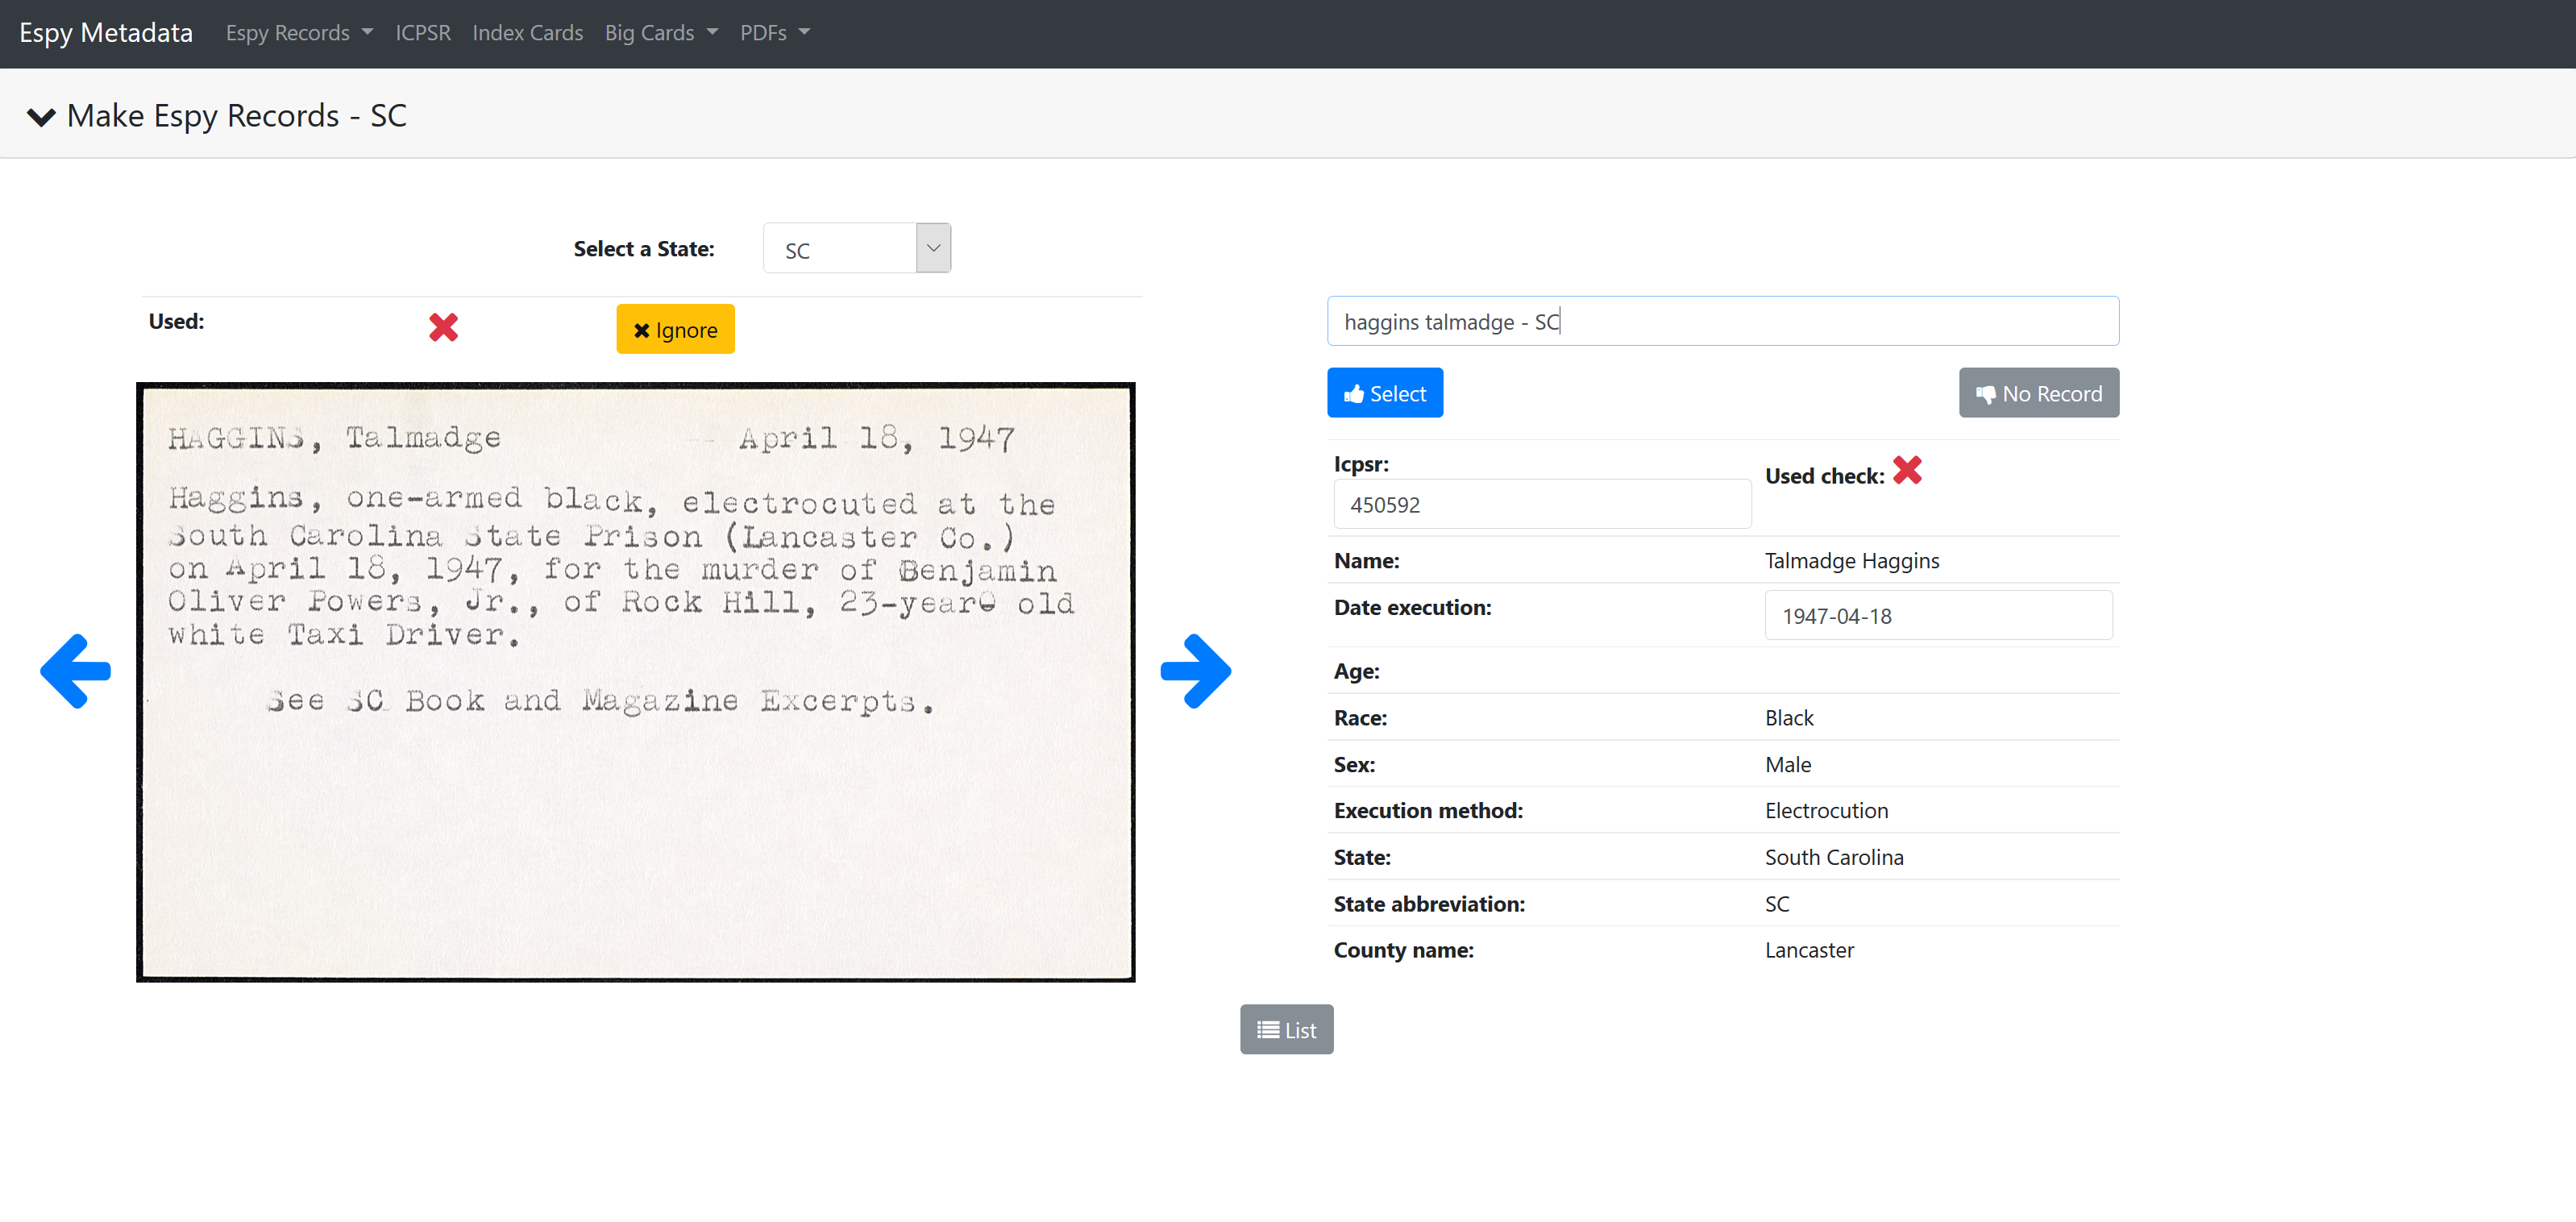 Espy Metadata Espy Records ICPSR Index Cards Big Cards PDFs
Make Espy Records - SC
Select a State: SC
Used: Ignore
HAGGINS, Talmadge -- April 18, 1947
Haggins, one-armed black, electrocuted at the
South Carolina State Prison (Lancaster Co.)
on April 18, 1947, for the murder of Benjamin
Oliver Powers, Jr., of Rock Hill, 23-year old
white Taxi Driver.
See SC Book and Magazine Excerpts.
haggins talmadge - SC
Select No Record
Icpsr: Used check:
450592
Name: Talmadge Haggins
Date execution: 1947-04-18
Age:
Race: Black
Sex: Male
Execution method: Electrocution
State: South Carolina
State abbreviation: SC
County name: Lancaster
List